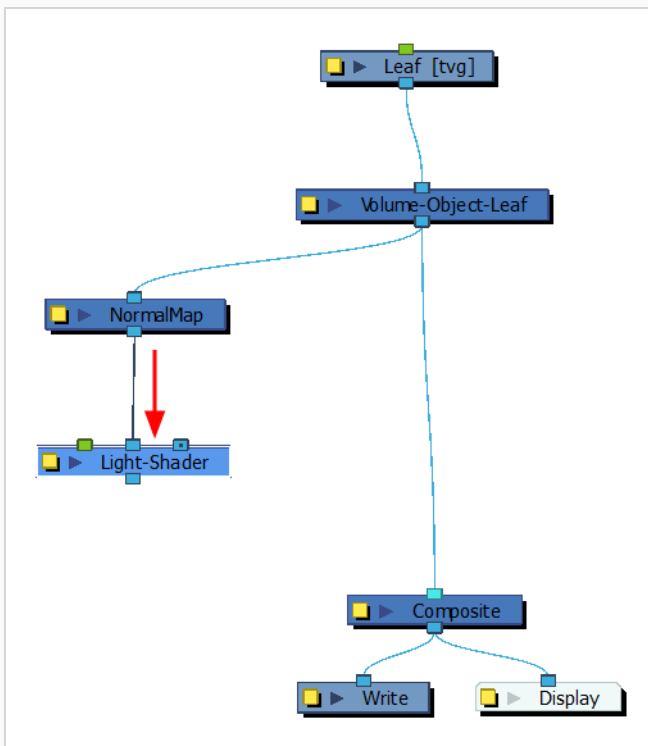 Leaf [tvg]
Volume-Object-Leaf
NormalMap
Light-Shader
Composite
Write
Display